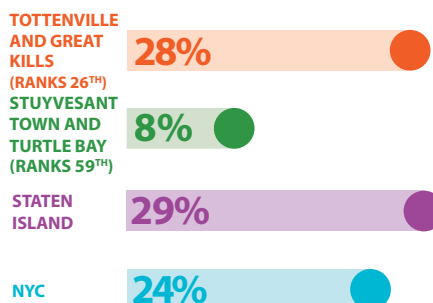 TOTTENVILLE
AND GREAT
KILLS
(RANKS 26TH)
28%
STUYVESANT
TOWN AND
TURTLE BAY
(RANKS 59TH)
8%
STATEN
ISLAND
29%
NYC
24%